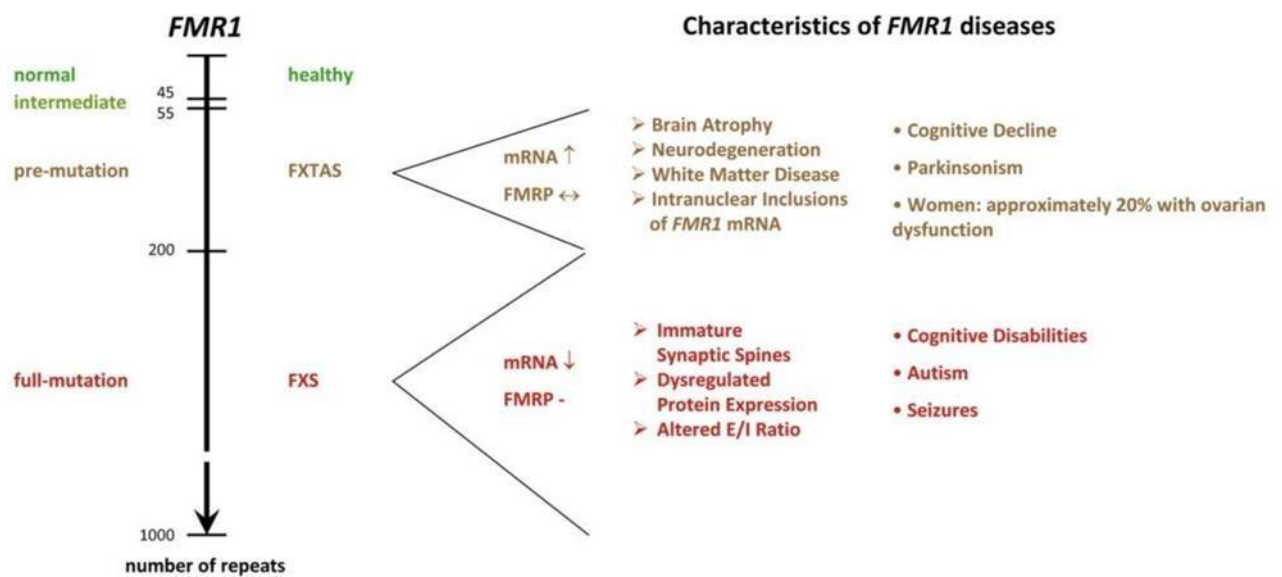 FMR1
Characteristics of FMR1 diseases
normal
healthy
45
intermediate
55
pre-mutation
FXTAS
mRNA ↑
FMRP ↔
➢ Brain Atrophy
➢ Neurodegeneration
➢ White Matter Disease
➢ Intranuclear Inclusions
of FMR1 mRNA
• Cognitive Decline
• Parkinsonism
• Women: approximately 20% with ovarian
dysfunction
200
full-mutation
FXS
mRNA ↓
FMRP -
➢ Immature
Synaptic Spines
➢ Dysregulated
Protein Expression
➢ Altered E/I Ratio
• Cognitive Disabilities
• Autism
• Seizures
1000
number of repeats